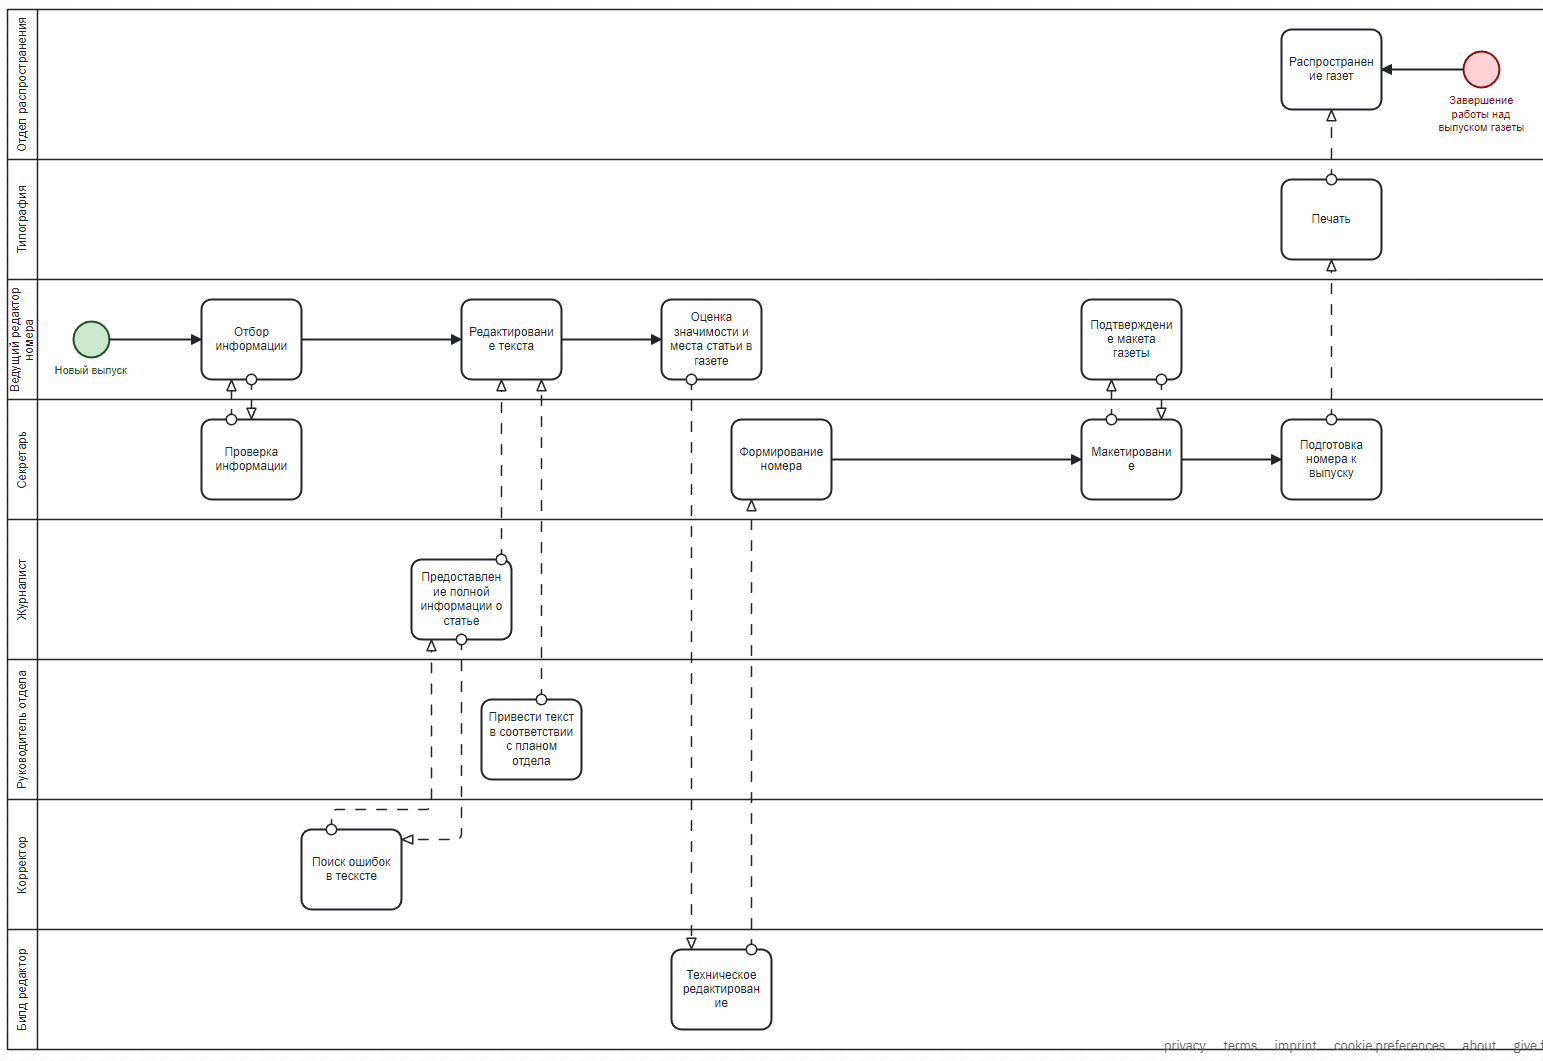 Отдел распространения
Распространен
ие газет
Завершение
работы над
выпуском газеты
Типография
Печать
Ведущий редактор
номера
Новый выпуск
Отбор
информации
Редактировани
е текста
Оценка
значимости и
места статьи в
газете
Подтверждени
е макета
газеты
Секретарь
Проверка
информации
Формирование
номера
Макетировани
е
Подготовка
номера к
выпуску
Журналист
Предоставлен
ие полной
информации о
статье
Руководитель отдела
Привести текст
в соответствии
с планом
отдела
Корректор
Поиск ошибок
в тесксте
Билд редактор
Техническое
редактирован
ие
privacy terms imprint cookie preferences about give f